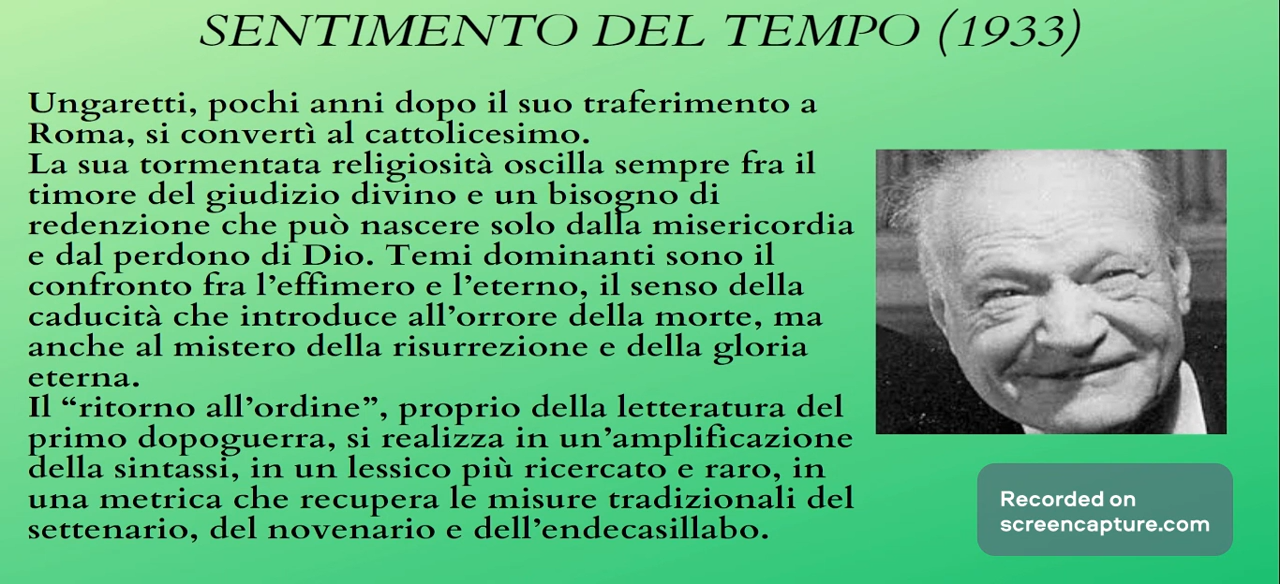 SENTIMENTO DEL TEMPO (1933)
Ungaretti, pochi anni dopo il suo traferimento a
Roma, si convertì al cattolicesimo.
La sua tormentata religiosità oscilla sempre fra il
timore del giudizio divino e un bisogno di
redenzione che può nascere solo dalla misericordia
e dal perdono di Dio. Temi dominanti sono il
confronto fra l’effimero e l’eterno, il senso della
caducità che introduce all’orrore della morte, ma
anche al mistero della risurrezione e della gloria
eterna.
Il “ritorno all’ordine”, proprio della letteratura del
primo dopoguerra, si realizza in un’amplificazione
della sintassi, in un lessico più ricercato e raro, in
una metrica che recupera le misure tradizionali del
settenario, del novenario e dell’endecasillabo.
Recorded on
screencapture.com